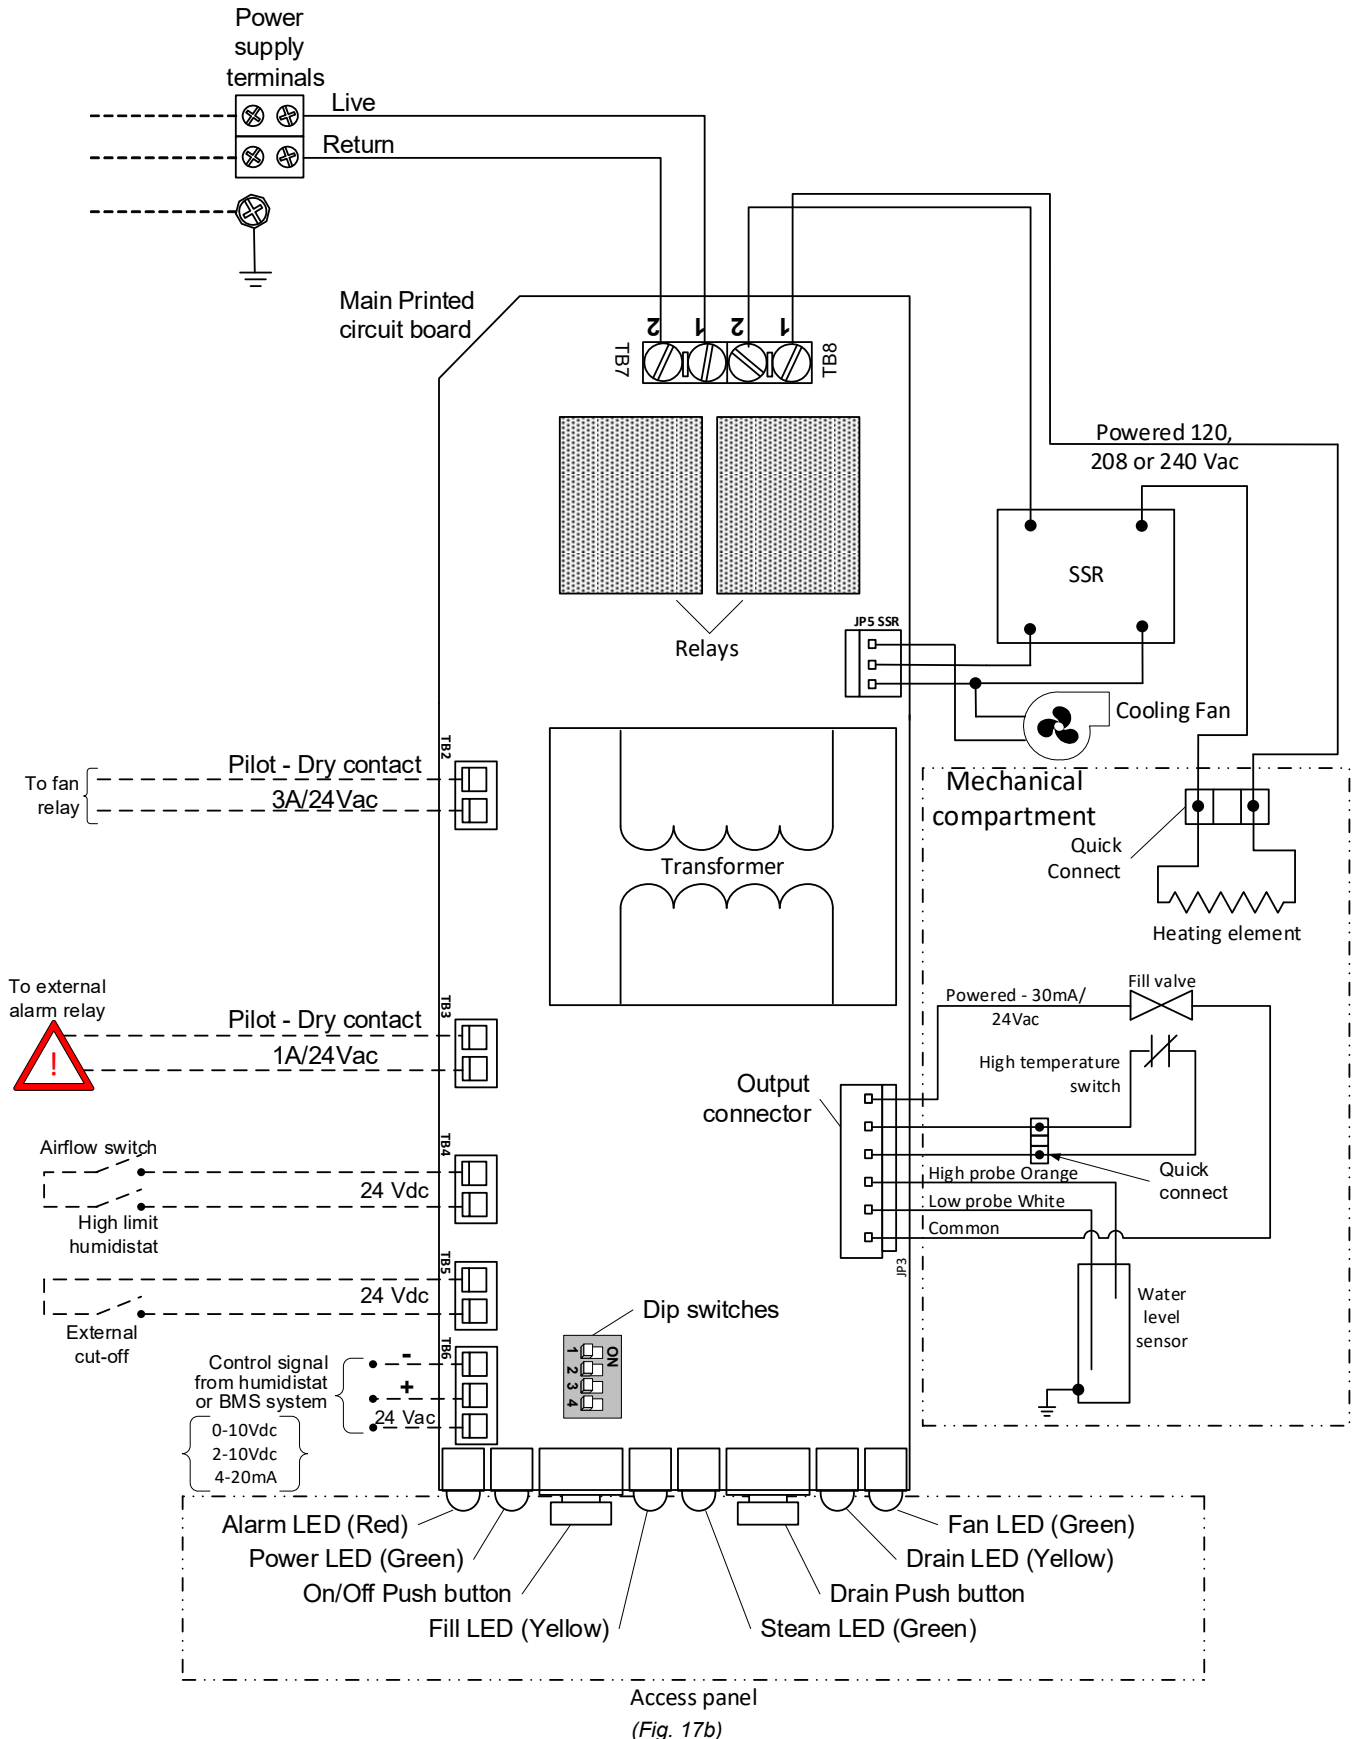 Power
supply
terminals
Live
Return
Main Printed
circuit board
2 1 2 1
TB7
TB8
Powered 120,
208 or 240 Vac
SSR
JP5 SSR
Relays
Cooling Fan
TB2
Pilot - Dry contact
3A/24Vac
To fan
relay
Mechanical
compartment
Quick
Connect
Transformer
Heating element
To external
alarm relay
!
TB3
Pilot - Dry contact
1A/24Vac
Fill valve
Powered - 30mA/
24Vac
High temperature
switch
Output
connector
Airflow switch
TB4
24 Vdc
High limit
humidistat
High probe Orange
Quick
connect
Low probe White
Common
JP3
TB5
24 Vdc
External
cut-off
Dip switches
ON
1
2
3
4
Water
level
sensor
TB6
Control signal
from humidistat
or BMS system
-
+
24 Vac
0-10Vdc
2-10Vdc
4-20mA
Alarm LED (Red)
Fan LED (Green)
Power LED (Green)
Drain LED (Yellow)
On/Off Push button
Drain Push button
Fill LED (Yellow)
Steam LED (Green)
Access panel
(Fig. 17b)